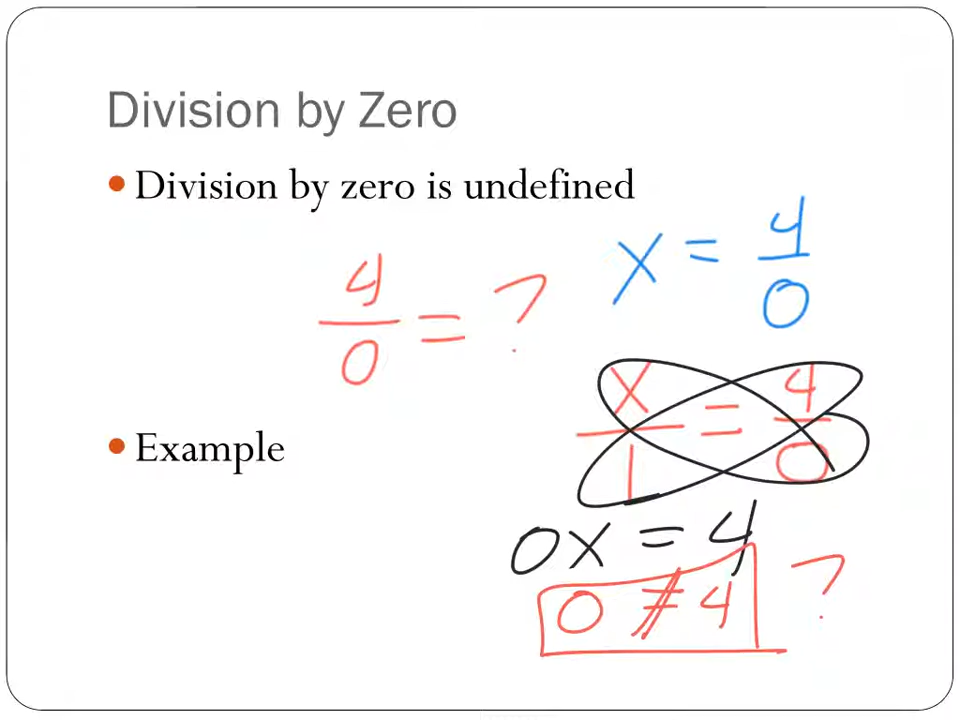 Division by Zero
• Division by zero is undefined
4/0 = ?
x = 4/0
x/1 = 4/0
• Example
0x = 4
0 ≠ 4 ?